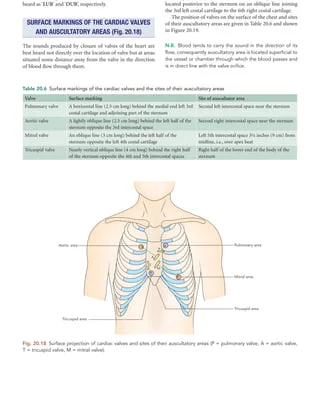 heard as 'LUB' and 'DUB', respectively.
SURFACE MARKINGS OF THE CARDIAC VALVES
AND AUSCULTATORY AREAS (Fig. 20.18)
The sounds produced by closure of valves of the heart are
best heard not directly over the location of valve but at areas
situated some distance away from the valve in the direction
of blood flow through them.
located posterior to the sternum on an oblique line joining
the 3rd left costal cartilage to the 6th right costal cartilage.
The position of valves on the surface of the chest and sites
of their auscultatory areas are given in Table 20.6 and shown
in Figure 20.19.
N.B. Blood tends to carry the sound in the direction of its
flow, consequently auscultatory area is located superficial to
the vessel or chamber through which the blood passes and
is in direct line with the valve orifice.
Table 20.6 Surface markings of the cardiac valves and the sites of their auscultatory areas
Valve Surface marking Site of auscultator area
Pulmonary valve A horizontal line (2.5 cm long) behind the medial end left 3rd Second left intercostal space near the sternum
costal cartilage and adjoining part of the sternum
Aortic valve A lightly oblique line (2.5 cm long) behind the left half of the Second right intercostal space near the sternum
sternum opposite the 3rd intercostal space
Mitral valve An oblique line (3 cm long) behind the left half of the Left 5th intercostal space 3½ inches (9 cm) from
sternum opposite the left 4th costal cartilage midline, i.e., over apex beat
Tricuspid valve Nearly vertical oblique line (4 cm long) behind the right half Right half of the lower end of the body of the
of the sternum opposite the 4th and 5th intercostal spaces sternum
Aortic area
A
P
Pulmonary area
T
M
Mitral area
Tricuspid area
Tricuspid area
Fig. 20.18 Surface projection of cardiac valves and sites of their auscultatory areas (P = pulmonary valve, A = aortic valve,
T = tricuspid valve, M = mitral valve).